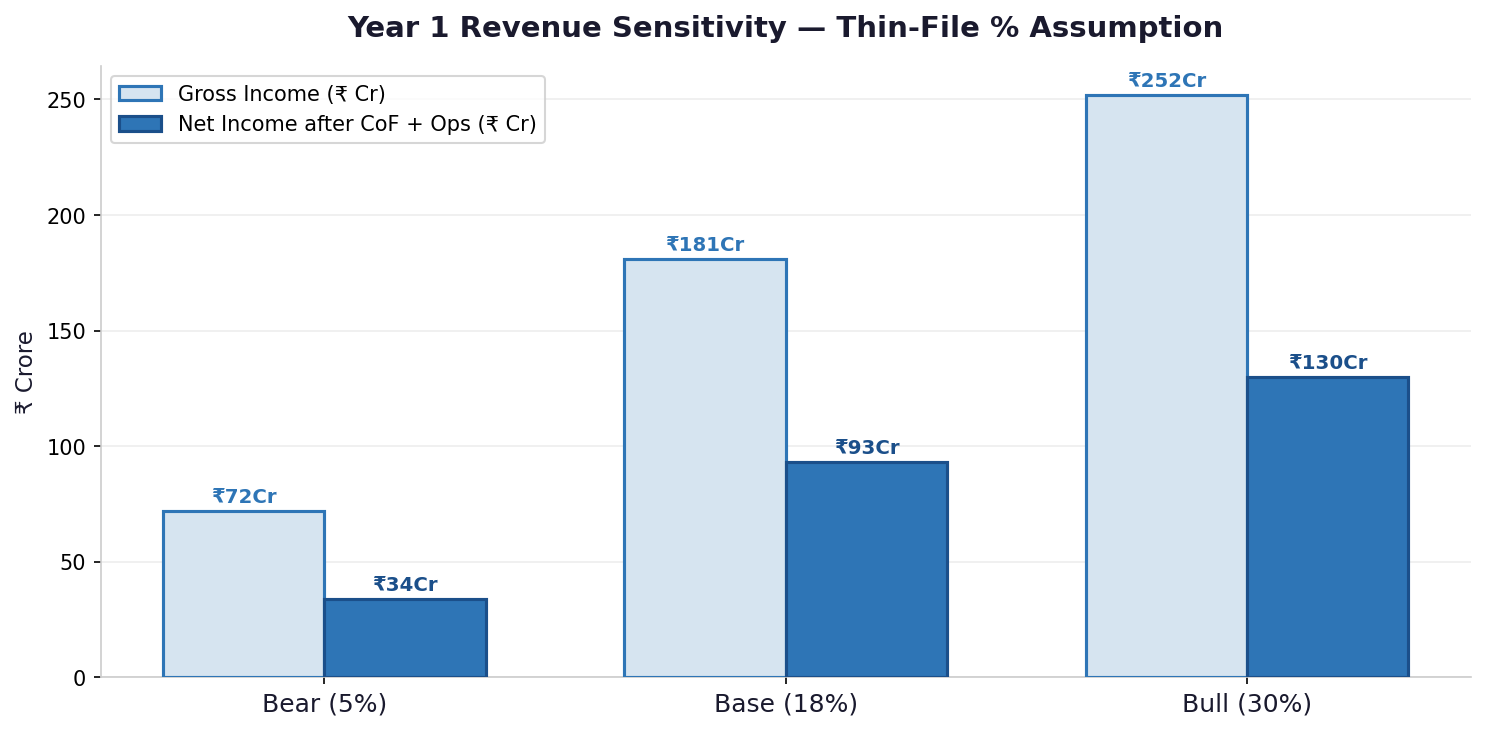 Year 1 Revenue Sensitivity — Thin-File % Assumption
Gross Income (₹ Cr)
Net Income after CoF + Ops (₹ Cr)
₹ Crore
250
200
150
100
50
0
₹72Cr
₹34Cr
₹181Cr
₹93Cr
₹252Cr
₹130Cr
Bear (5%)
Base (18%)
Bull (30%)